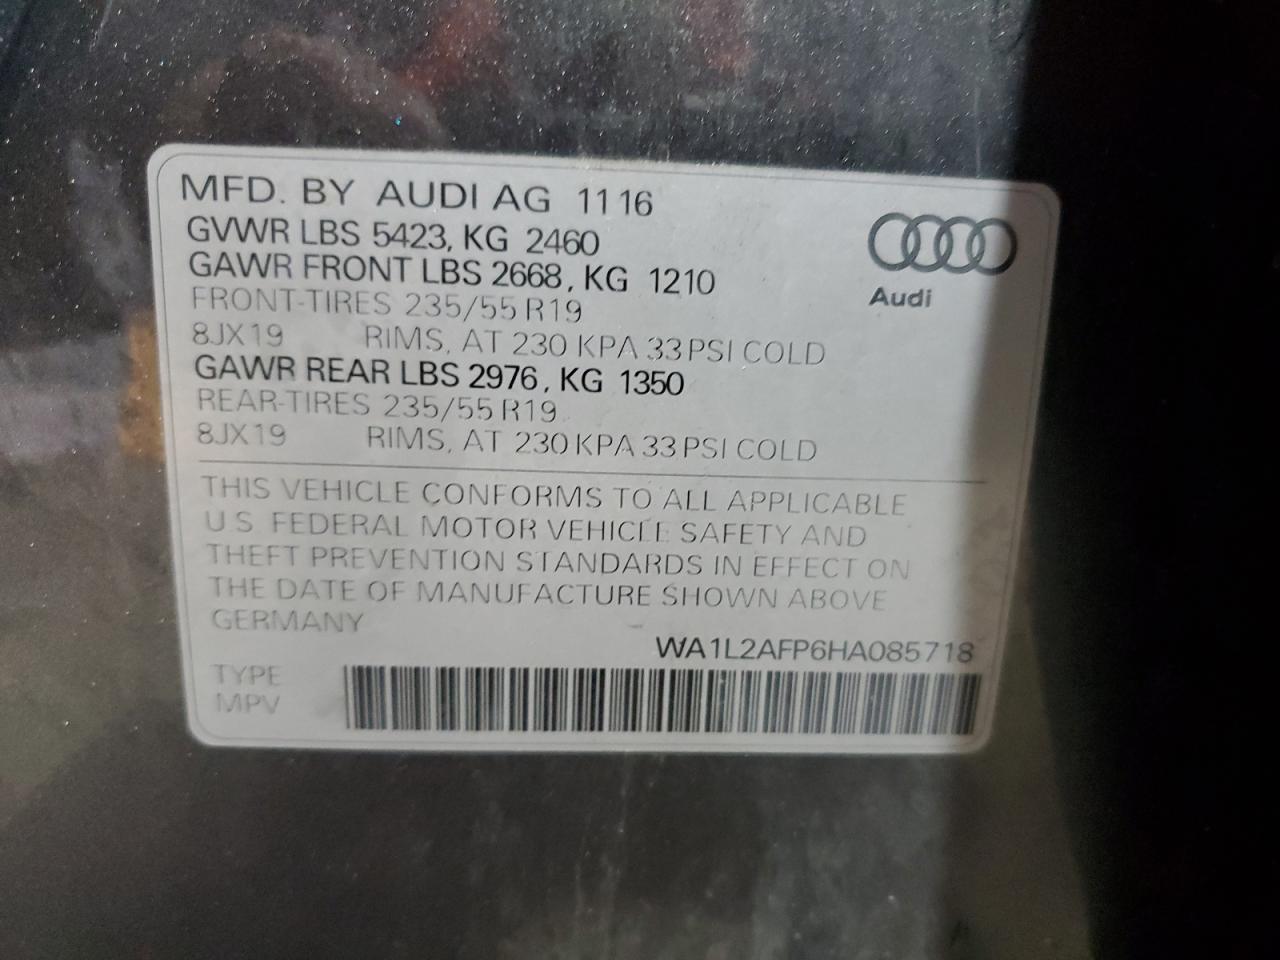 MFD. BY AUDI AG 11 16
GVWR LBS 5423, KG 2460
GAWR FRONT LBS 2668, KG 1210
FRONT-TIRES 235/55 R19
8JX19 RIMS, AT 230 KPA 33 PSI COLD
GAWR REAR LBS 2976, KG 1350
REAR-TIRES 235/55 R19
8JX19 RIMS, AT 230 KPA 33 PSI COLD
Audi
THIS VEHICLE CONFORMS TO ALL APPLICABLE
U.S. FEDERAL MOTOR VEHICLE SAFETY AND
THEFT PREVENTION STANDARDS IN EFFECT ON
THE DATE OF MANUFACTURE SHOWN ABOVE
GERMANY
WA1L2AFP6HA085718
TYPE
MPV